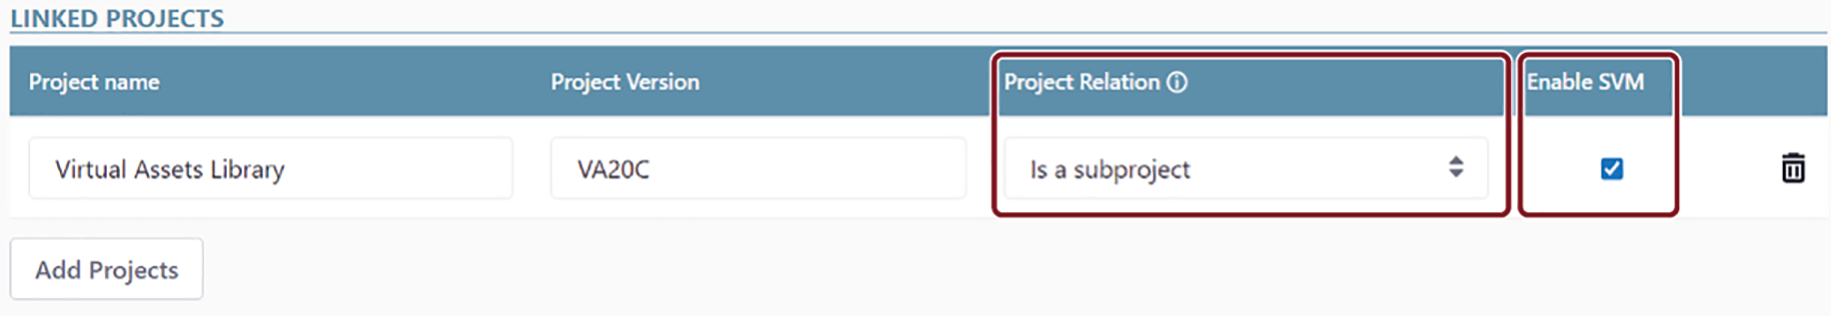 LINKED PROJECTS
Project name Project Version Project Relation Enable SVM
Virtual Assets Library VA20C Is a subproject
Add Projects